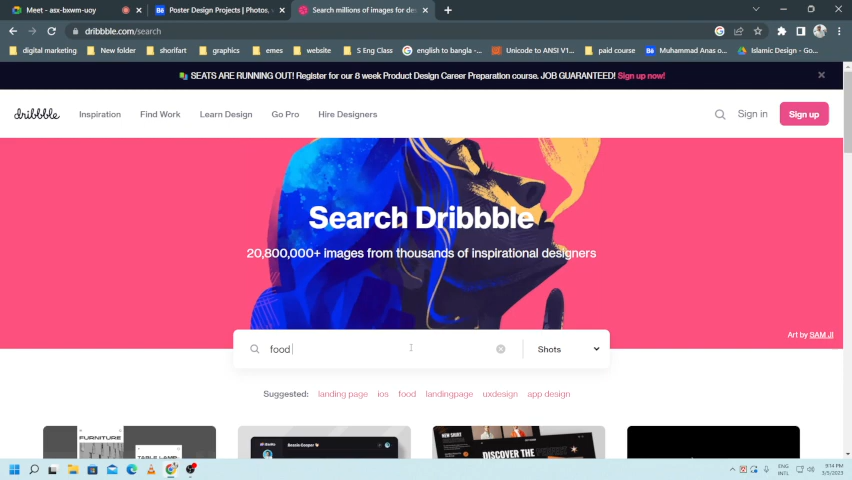 Meet - asx-bxwm-uoy
Poster Design Projects | Photos, v
Search millions of images for des
dribbble.com/search
digital marketing
New folder
shorifart
graphics
emes
website
S Eng Class
english to bangla -...
Unicode to ANSI V1...
paid course
Muhammad Anas o...
Islamic Design - Go...
SEATS ARE RUNNING OUT! Register for our 8 week Product Design Career Preparation course. JOB GUARANTEED! Sign up now!
dribbble
Inspiration
Find Work
Learn Design
Go Pro
Hire Designers
Sign in
Sign up
Search Dribbble
20,800,000+ images from thousands of inspirational designers
Art by SAM JI
food
Shots
Suggested: landing page ios food landingpage uxdesign app design
FURNITURE
TABLE LAMP
Bessie Cooper
NEW SHIRT
DISCOVER THE
ENG
INTL
8:14 PM
3/5/2023